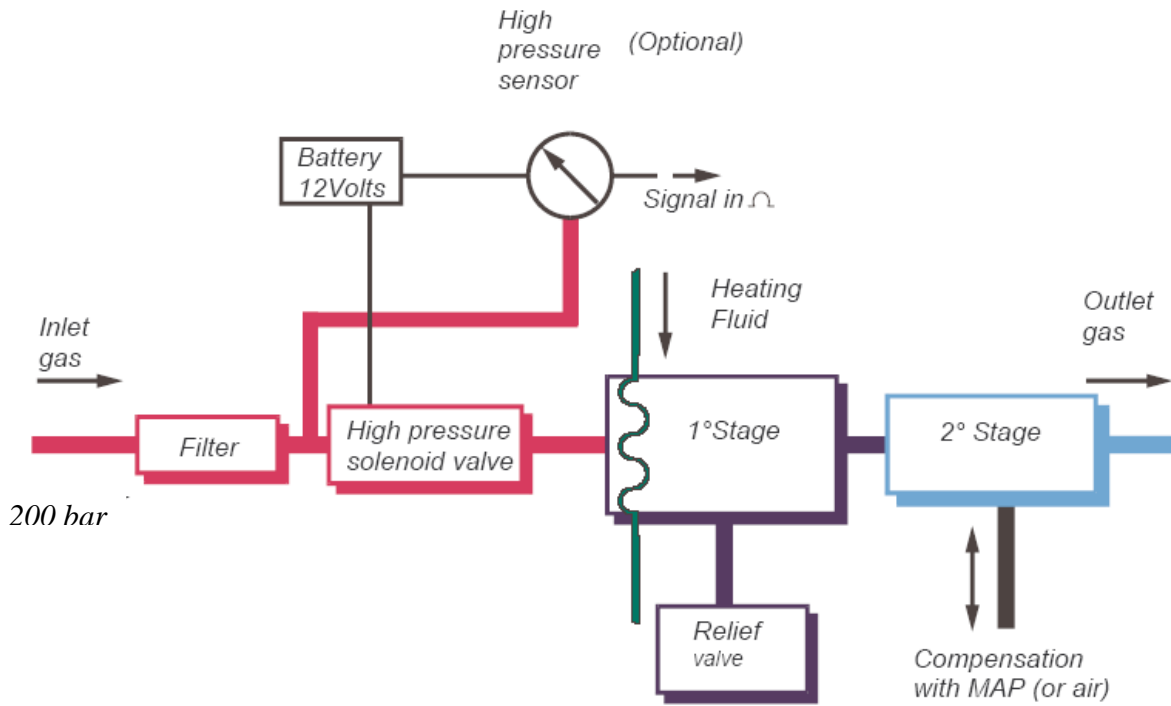 High
pressure
sensor
(Optional)
Battery
12Volts
Signal in Ω
Heating
Fluid
Outlet
gas
Inlet
gas
Filter
High pressure
solenoid valve
1°Stage
2° Stage
200 bar
Relief
valve
Compensation
with MAP (or air)